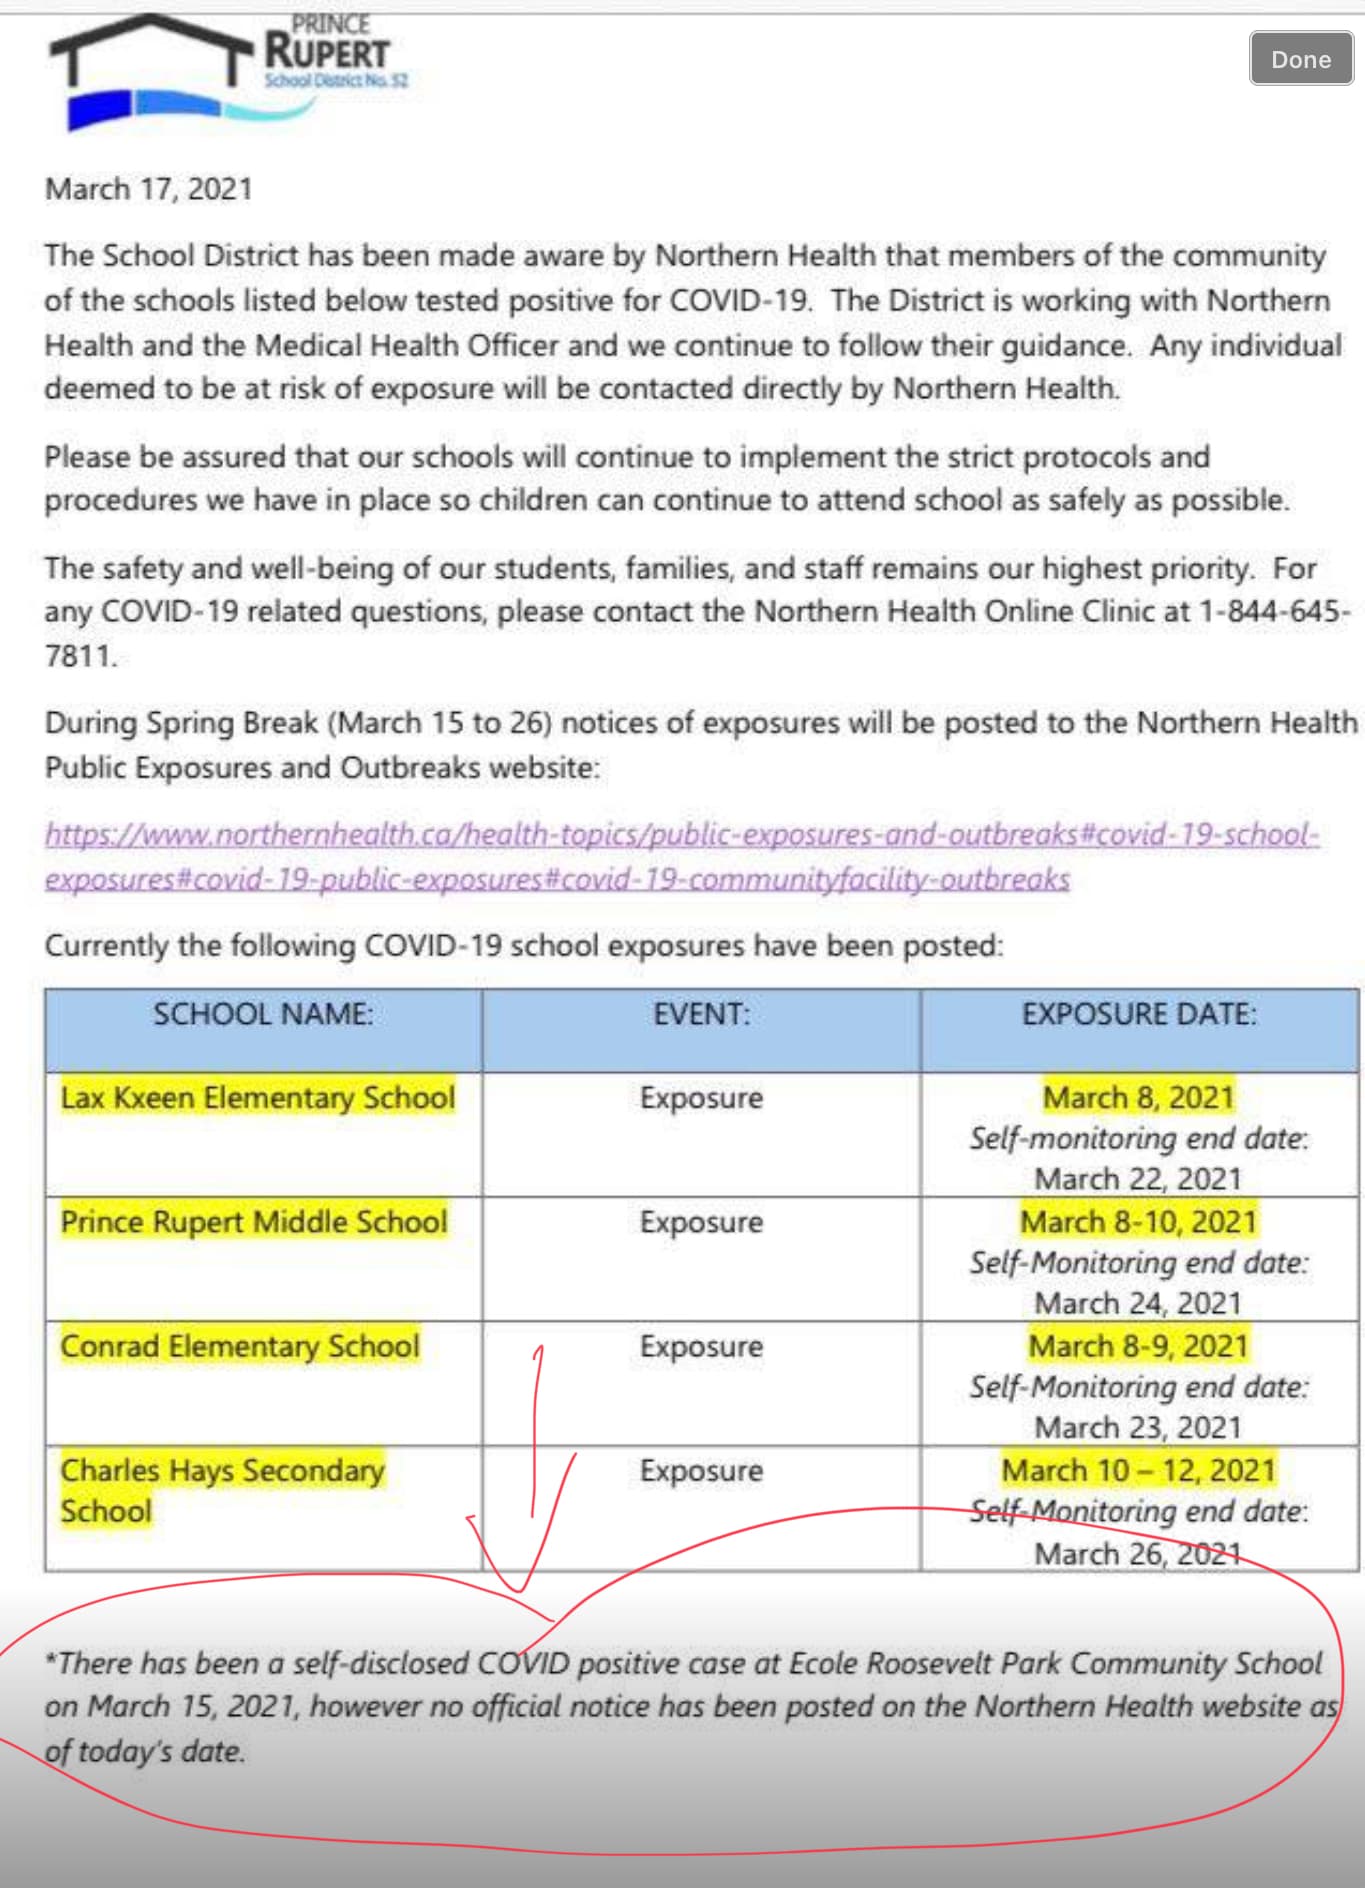 PRINCE
RUPERT
School District No. 52
Done
March 17, 2021
The School District has been made aware by Northern Health that members of the community
of the schools listed below tested positive for COVID-19.  The District is working with Northern
Health and the Medical Health Officer and we continue to follow their guidance.  Any individual
deemed to be at risk of exposure will be contacted directly by Northern Health.
Please be assured that our schools will continue to implement the strict protocols and
procedures we have in place so children can continue to attend school as safely as possible.
The safety and well-being of our students, families, and staff remains our highest priority.  For
any COVID-19 related questions, please contact the Northern Health Online Clinic at 1-844-645-
7811.
During Spring Break (March 15 to 26) notices of exposures will be posted to the Northern Health
Public Exposures and Outbreaks website:
https://www.northernhealth.ca/health-topics/public-exposures-and-outbreaks#covid-19-school-
exposures#covid-19-public-exposures#covid-19-communityfacility-outbreaks
Currently the following COVID-19 school exposures have been posted:
SCHOOL NAME: EVENT: EXPOSURE DATE:
Lax Kxeen Elementary School Exposure March 8, 2021
Self-monitoring end date:
March 22, 2021
Prince Rupert Middle School Exposure March 8-10, 2021
Self-Monitoring end date:
March 24, 2021
Conrad Elementary School Exposure March 8-9, 2021
Self-Monitoring end date:
March 23, 2021
Charles Hays Secondary Exposure March 10 – 12, 2021
School Self-Monitoring end date:
March 26, 2021
*There has been a self-disclosed COVID positive case at Ecole Roosevelt Park Community School
on March 15, 2021, however no official notice has been posted on the Northern Health website as
of today's date.